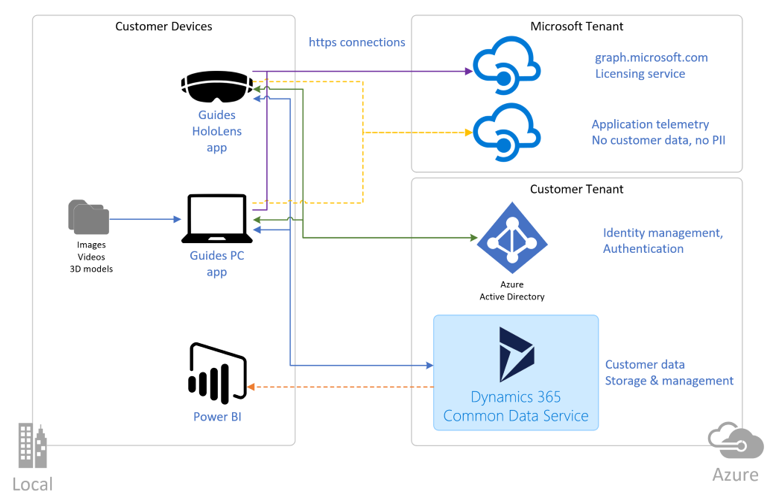 Customer Devices
Microsoft Tenant
https connections
graph.microsoft.com
Licensing service
Guides
HoloLens
app
Application telemetry
No customer data, no PII
Customer Tenant
Images
Videos
3D models
Guides PC
app
Identity management,
Authentication
Azure
Active Directory
Power BI
Dynamics 365
Common Data Service
Customer data
Storage & management
Local
Azure